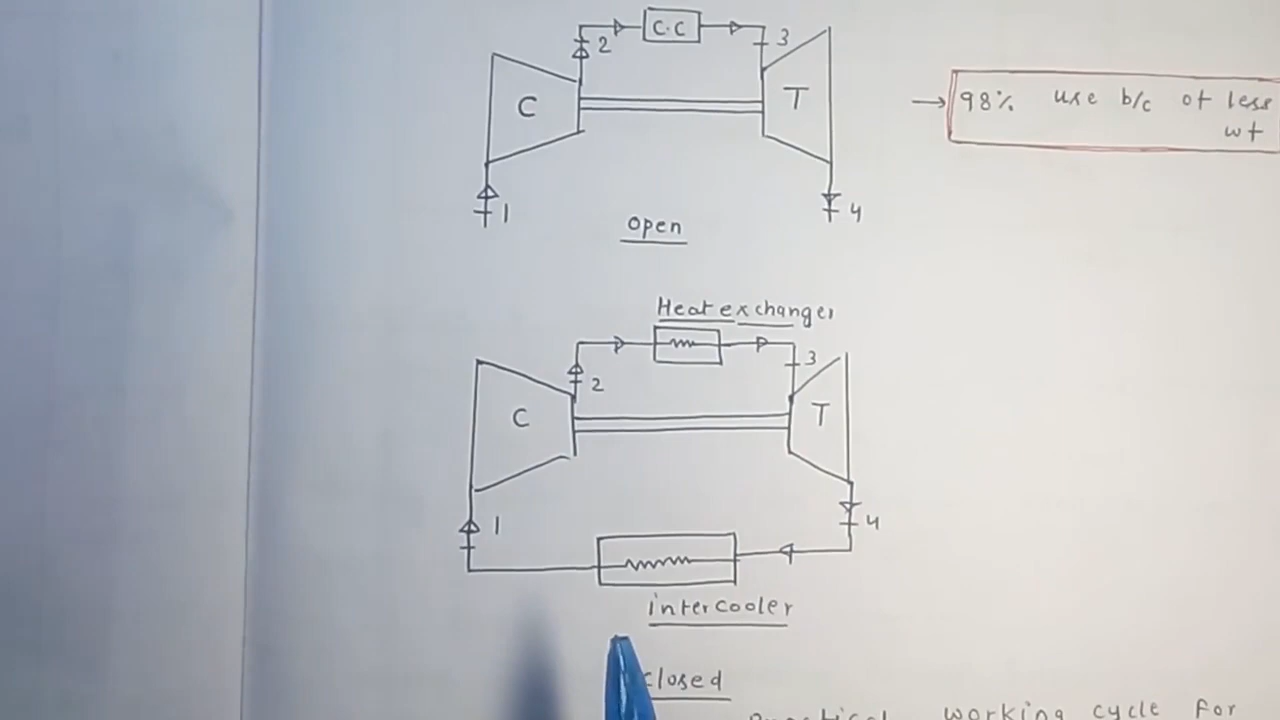 C.C
2
3
C
T
→ 98% use b/c of less
wt
1
4
open
Heat exchanger
3
2
C
T
1
4
intercooler
closed
working cycle for